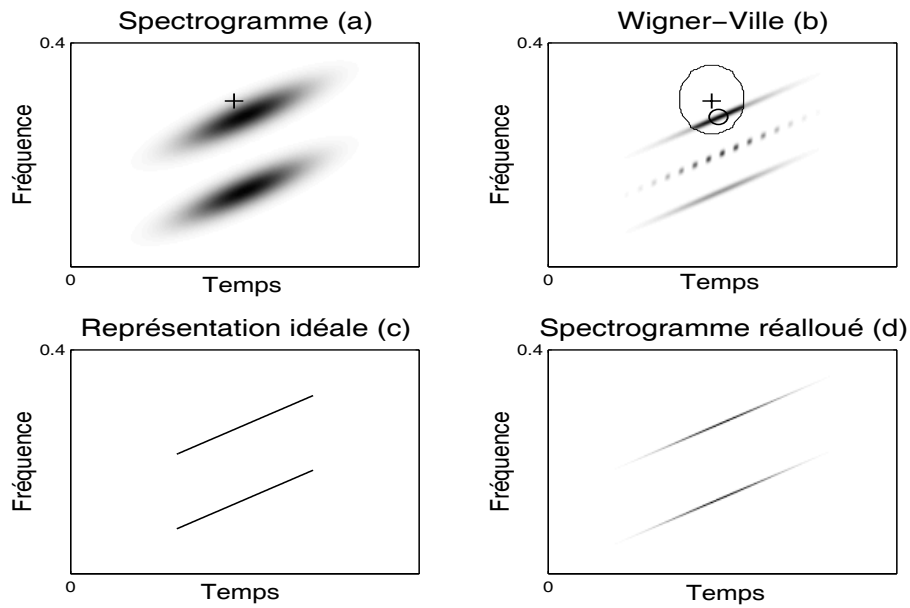 Spectrogramme (a)
Wigner−Ville (b)
0.4
0.4
Fréquence
Fréquence
0
Temps
0
Temps
Représentation idéale (c)
Spectrogramme réalloué (d)
0.4
0.4
Fréquence
Fréquence
0
Temps
0
Temps